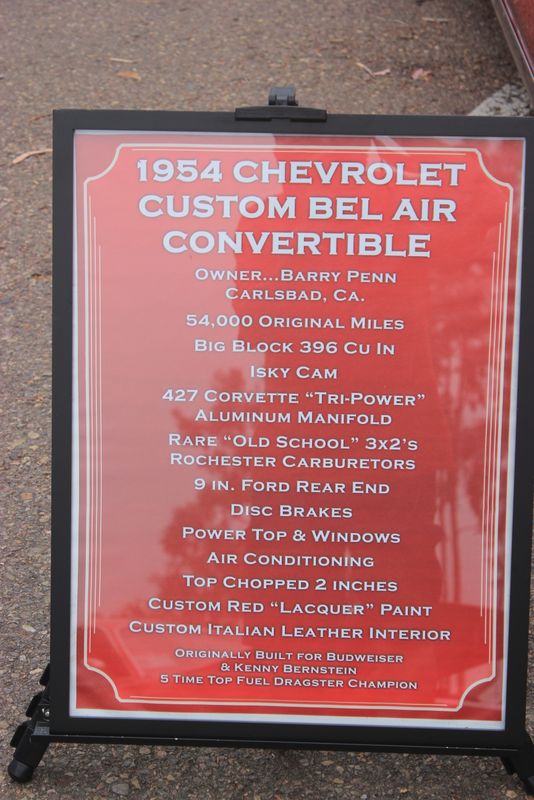 1954 CHEVROLET
CUSTOM BEL AIR
CONVERTIBLE
OWNER...BARRY PENN
CARLSBAD, CA.
54,000 ORIGINAL MILES
BIG BLOCK 396 CU IN
ISKY CAM
427 CORVETTE “TRI-POWER”
ALUMINUM MANIFOLD
RARE “OLD SCHOOL” 3X2'S
ROCHESTER CARBURETORS
9 IN. FORD REAR END
DISC BRAKES
POWER TOP & WINDOWS
AIR CONDITIONING
TOP CHOPPED 2 INCHES
CUSTOM RED “LACQUER” PAINT
CUSTOM ITALIAN LEATHER INTERIOR
ORIGINALLY BUILT FOR BUDWEISER
& KENNY BERNSTEIN
5 TIME TOP FUEL DRAGSTER CHAMPION